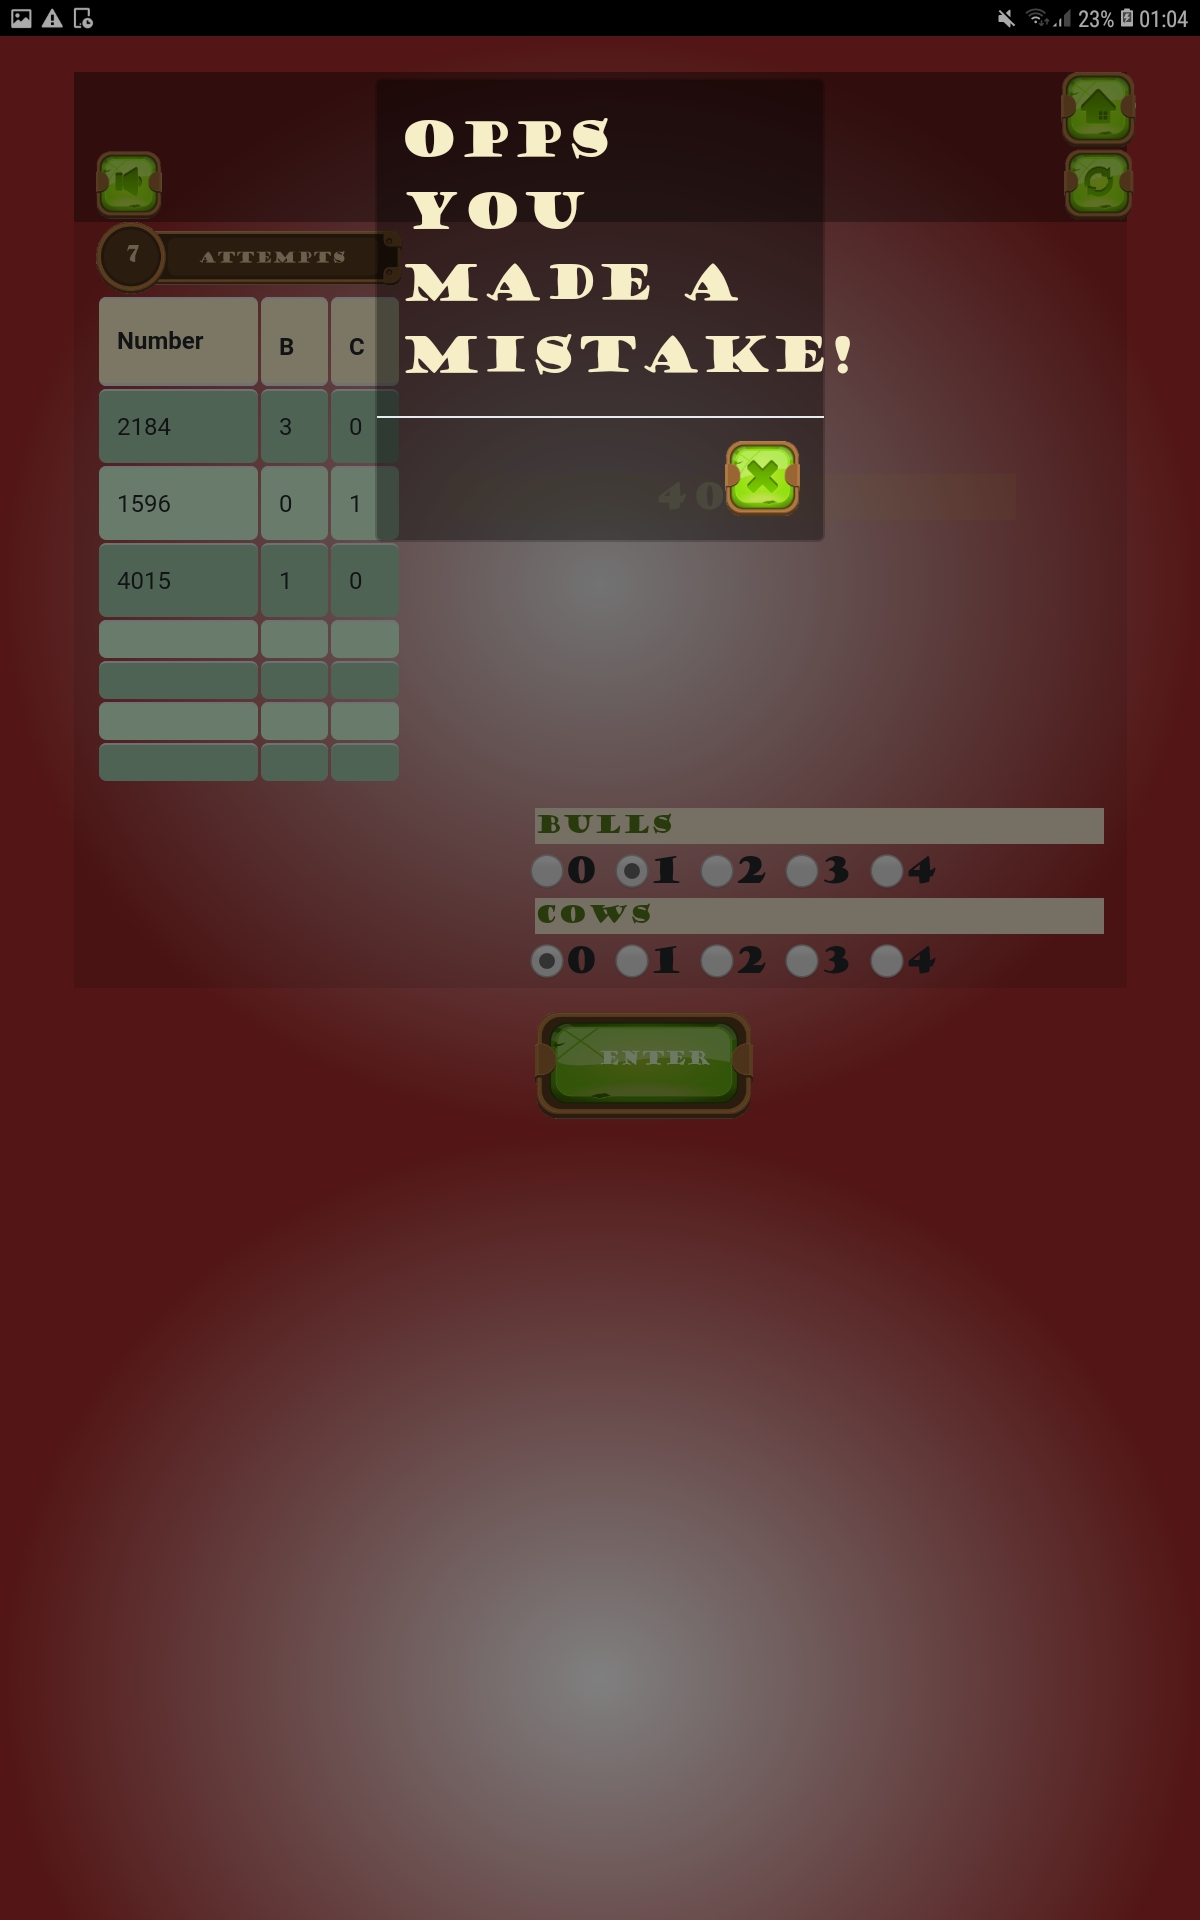 23% 01:04
OPPS
YOU
MADE A
MISTAKE!
7 ATTEMPTS
Number B C
2184 3 0
1596 0 1
4015 1 0
BULLS
0 1 2 3 4
COWS
0 1 2 3 4
ENTER